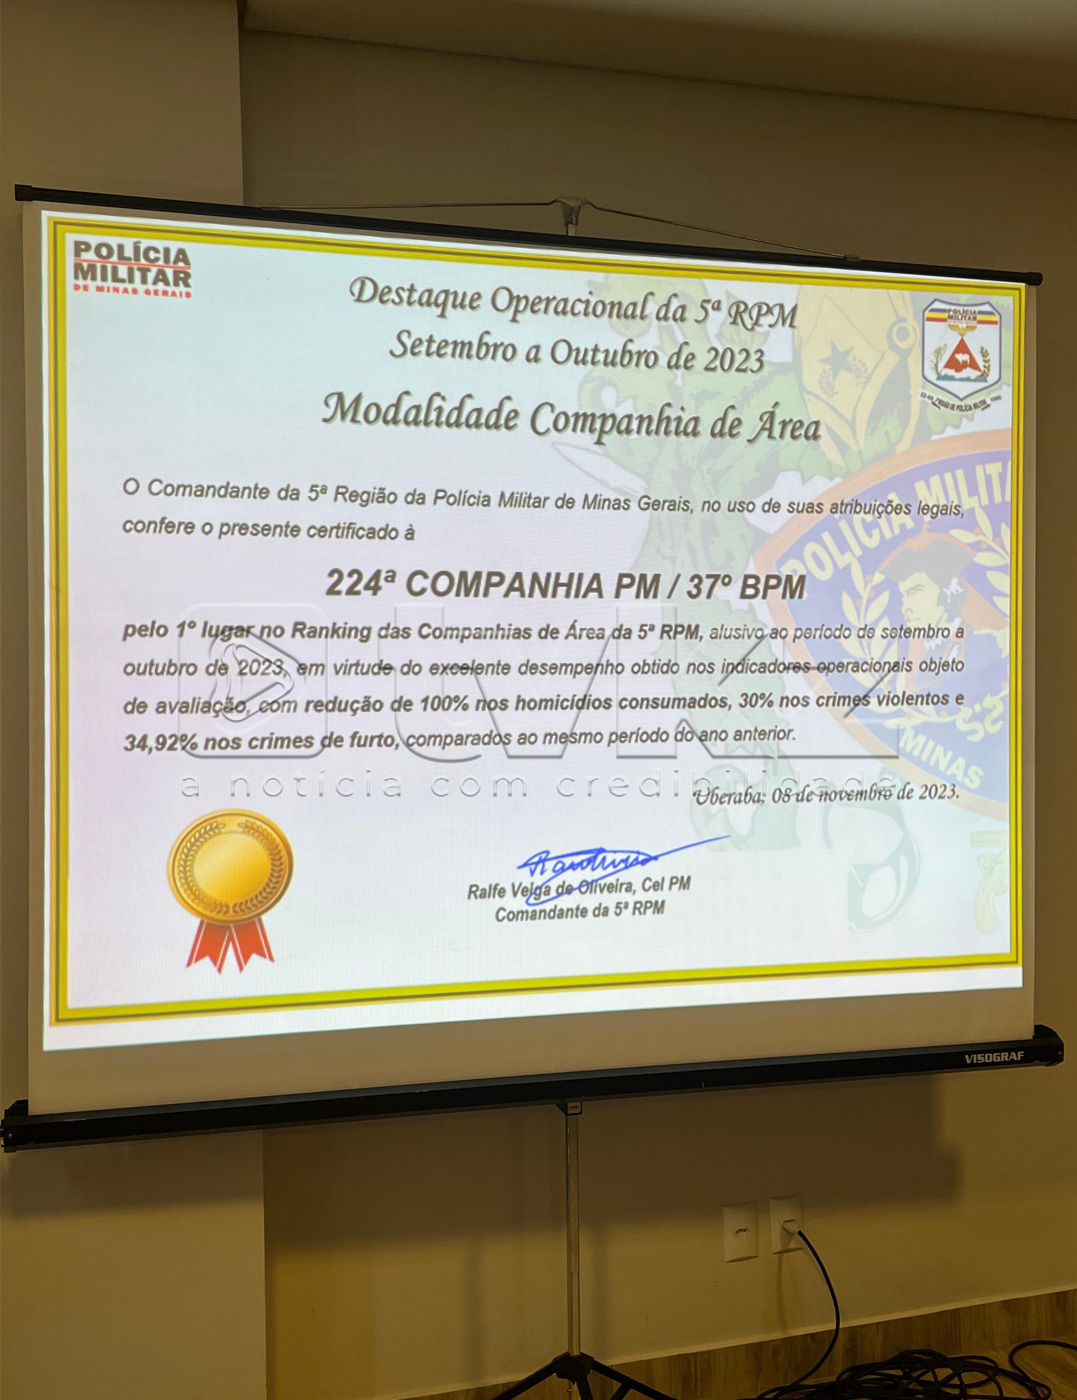 POLÍCIA
MILITAR
DE MINAS GERAIS
Destaque Operacional da 5ª RPM
Setembro a Outubro de 2023
Modalidade Companhia de Área
POLÍCIA
MILITAR
O Comandante da 5ª Região da Polícia Militar de Minas Gerais, no uso de suas atribuições legais,
confere o presente certificado à
224ª COMPANHIA PM / 37º BPM
pelo 1º lugar no Ranking das Companhias de Área da 5ª RPM, alusivo ao período de setembro a
outubro de 2023, em virtude do excelente desempenho obtido nos indicadores operacionais objeto
de avaliação, com redução de 100% nos homicídios consumados, 30% nos crimes violentos e
34,92% nos crimes de furto, comparados ao mesmo período do ano anterior.
Uberaba, 08 de novembro de 2023.
Ralfe Veiga de Oliveira, Cel PM
Comandante da 5ª RPM
POLÍCIA MILITA
MINAS
tvk
a notícia com credibilidade
VISOGRAF